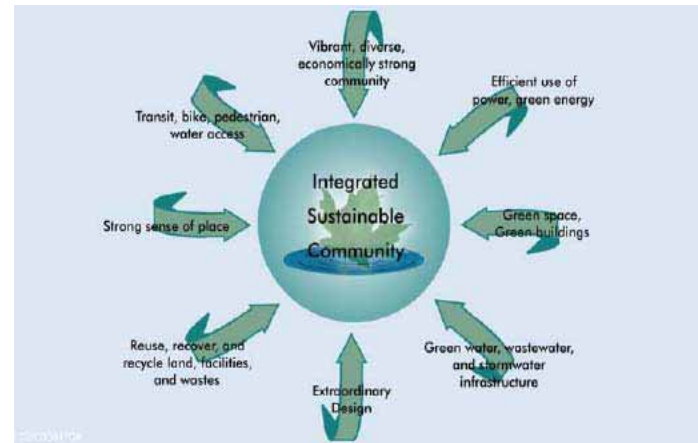 Vibrant, diverse,
economically strong
community
Efficient use of
power, green energy
Transit, bike, pedestrian,
water access
Integrated
Sustainable
Community
Strong sense of place
Green space,
Green buildings
Reuse, recover, and
recycle land, facilities,
and wastes
Green water, wastewater,
and stormwater
infrastructure
Extraordinary
Design